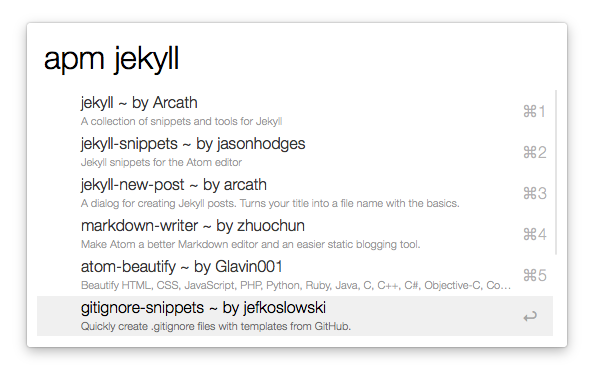 apm jekyll
jekyll ~ by Arcath
A collection of snippets and tools for Jekyll
⌘1
jekyll-snippets ~ by jasonhodges
Jekyll snippets for the Atom editor
⌘2
jekyll-new-post ~ by arcath
A dialog for creating Jekyll posts. Turns your title into a file name with the basics.
⌘3
markdown-writer ~ by zhuochun
Make Atom a better Markdown editor and an easier static blogging tool.
⌘4
atom-beautify ~ by Glavin001
Beautify HTML, CSS, JavaScript, PHP, Python, Ruby, Java, C, C++, C#, Objective-C, Co…
⌘5
gitignore-snippets ~ by jefkoslowski
Quickly create .gitignore files with templates from GitHub.
↩